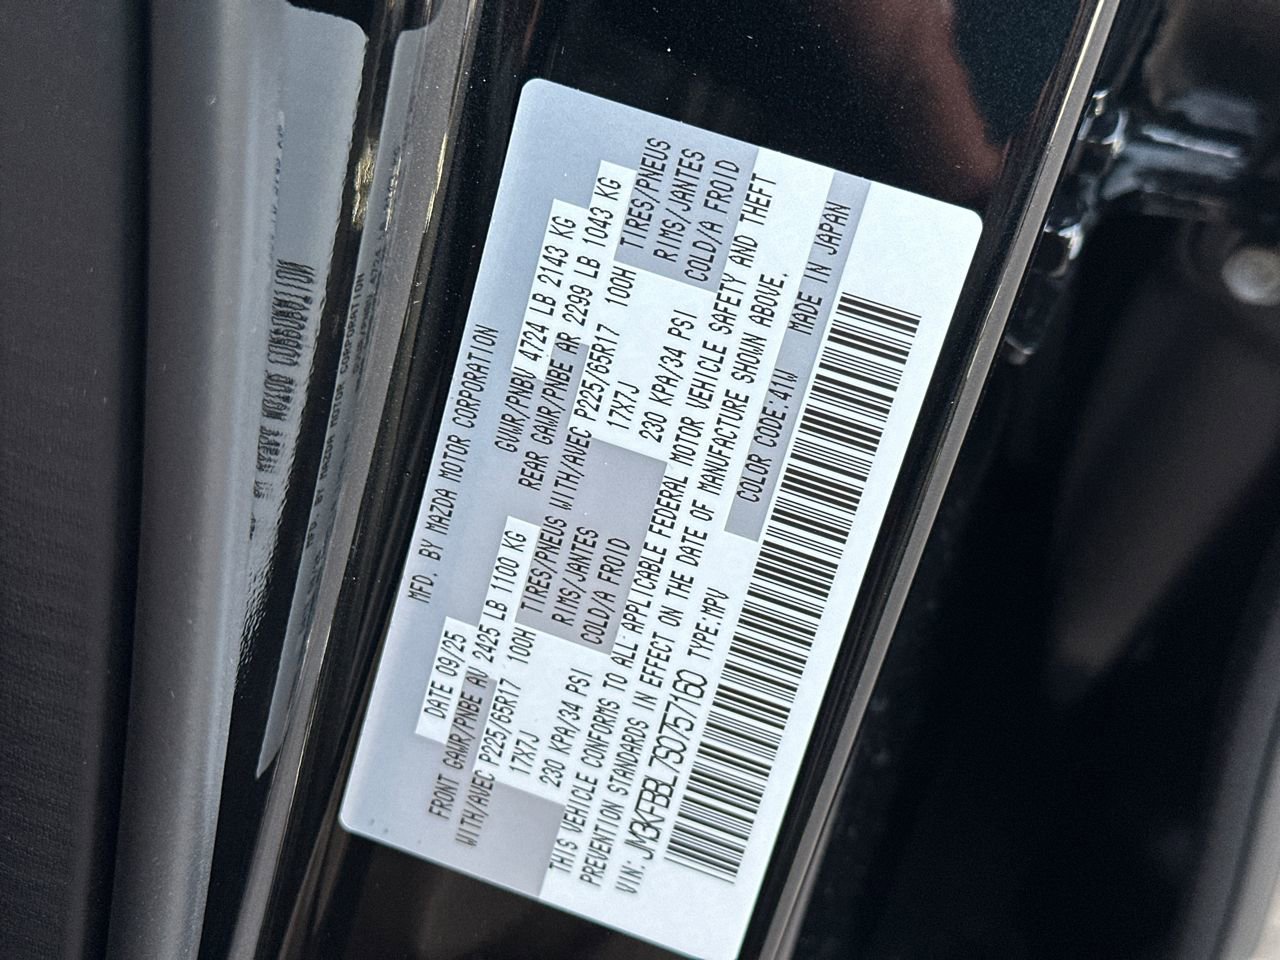 MFD. BY MAZDA MOTOR CORPORATION
DATE 09/25 GVWR/PNBV 4724 LB 2143 KG
FRONT GAWR/PNBE AV 2425 LB 1100 KG REAR GAWR/PNBE AR 2299 LB 1043 KG
WITH/AVEC P225/65R17 100H TIRES/PNEUS WITH/AVEC P225/65R17 100H TIRES/PNEUS
17X7J RIMS/JANTES 17X7J RIMS/JANTES
230 KPA/34 PSI COLD/A FROID 230 KPA/34 PSI COLD/A FROID
THIS VEHICLE CONFORMS TO ALL APPLICABLE FEDERAL MOTOR VEHICLE SAFETY AND THEFT
PREVENTION STANDARDS IN EFFECT ON THE DATE OF MANUFACTURE SHOWN ABOVE.
VIN: JM3KFBBL7S0757160 TYPE:MPV COLOR CODE:41W MADE IN JAPAN